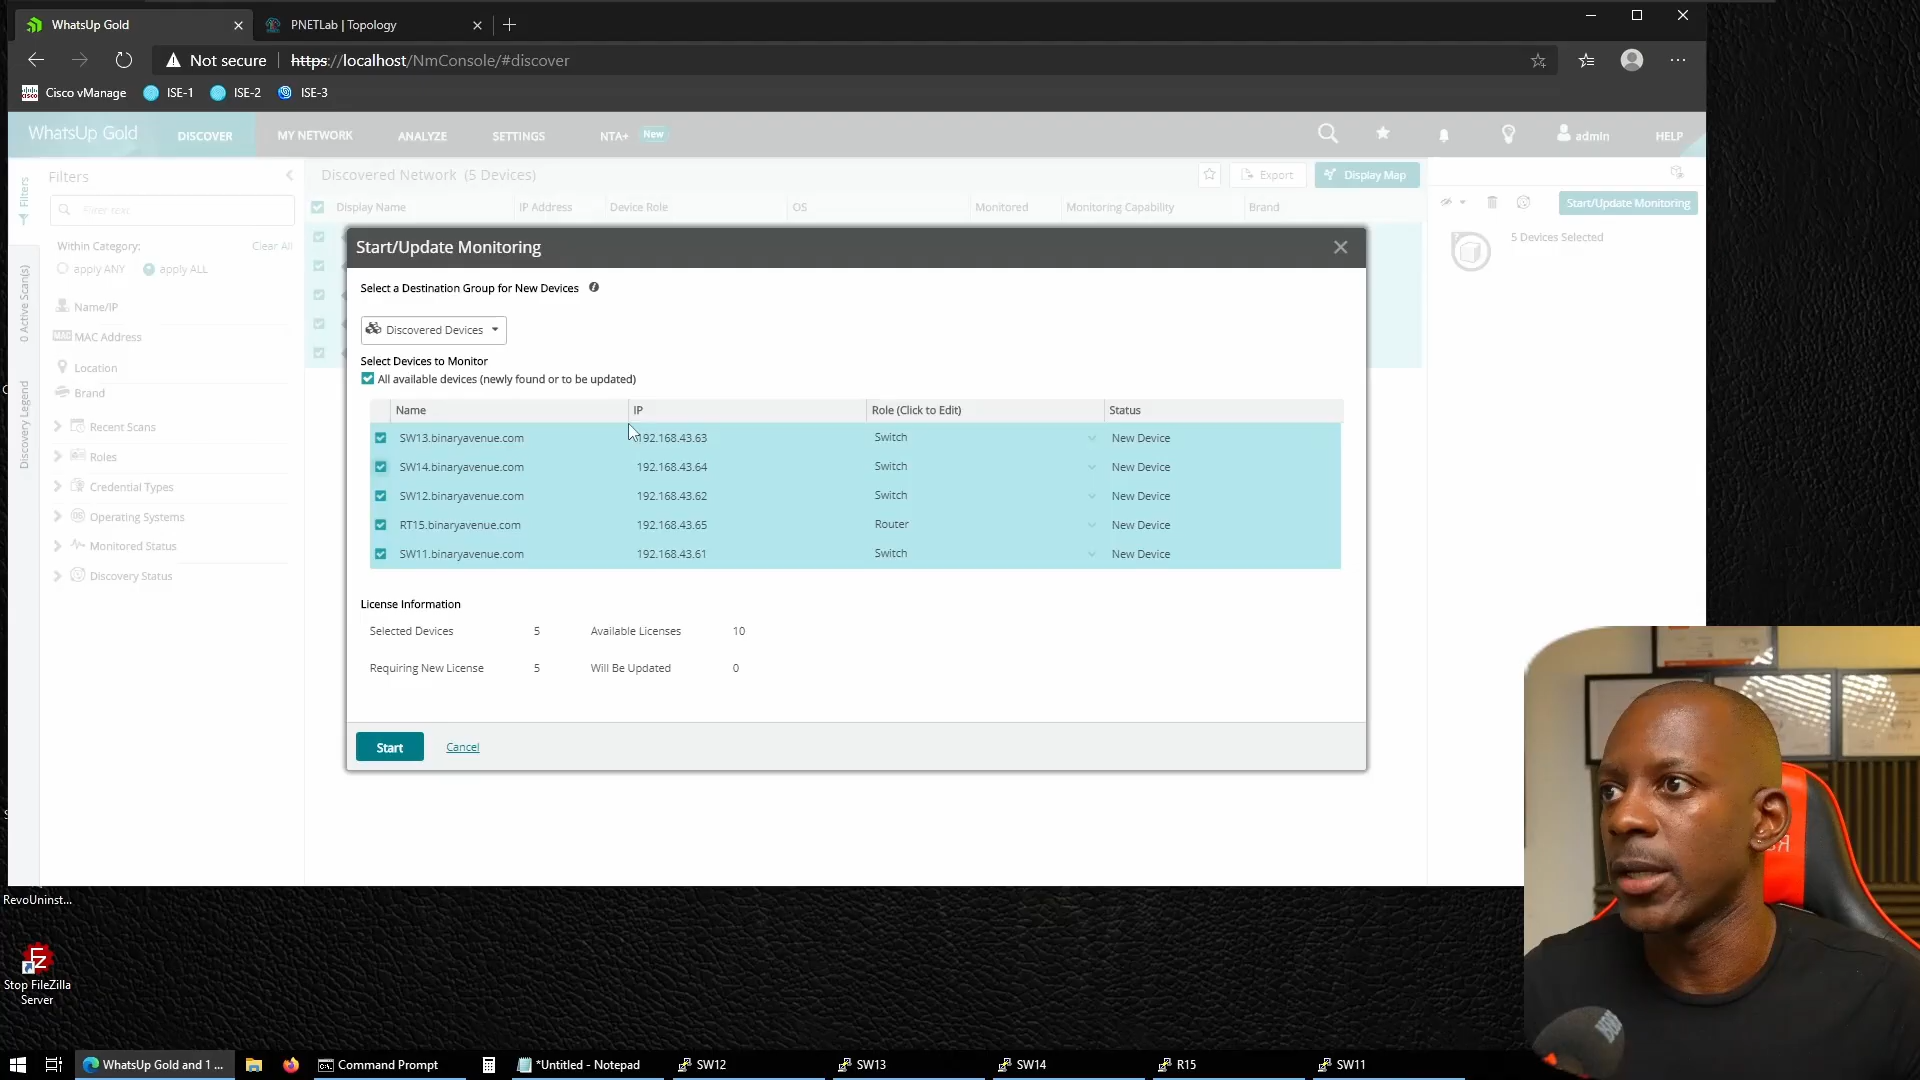 WhatsUp Gold
PNETLab | Topology
Not secure
https://localhost/NmConsole/#discover
Cisco vManage
ISE-1
ISE-2
ISE-3
WhatsUp Gold
DISCOVER
MY NETWORK
ANALYZE
SETTINGS
NTA+
New
admin
HELP
Filters
Filters
0 Active Scan(s)
Discovery Legend
Filter text
Within Category:
Clear All
apply ANY
apply ALL
Name/IP
MAC
MAC Address
Location
Brand
Recent Scans
Roles
Credential Types
Operating Systems
Monitored Status
Discovery Status
Discovered Network (5 Devices)
Export
Display Map
Display Name
IP Address
Device Role
OS
Monitored
Monitoring Capability
Brand
Start/Update Monitoring
5 Devices Selected
Start/Update Monitoring
Select a Destination Group for New Devices
Discovered Devices
Select Devices to Monitor
All available devices (newly found or to be updated)
Name IP Role (Click to Edit) Status
SW13.binaryavenue.com 192.168.43.63 Switch New Device
SW14.binaryavenue.com 192.168.43.64 Switch New Device
SW12.binaryavenue.com 192.168.43.62 Switch New Device
RT15.binaryavenue.com 192.168.43.65 Router New Device
SW11.binaryavenue.com 192.168.43.61 Switch New Device
License Information
Selected Devices 5 Available Licenses 10
Requiring New License 5 Will Be Updated 0
Start
Cancel
RevoUninst...
Stop FileZilla
Server
WhatsUp Gold and 1 ...
Command Prompt
*Untitled - Notepad
SW12
SW13
SW14
R15
SW11